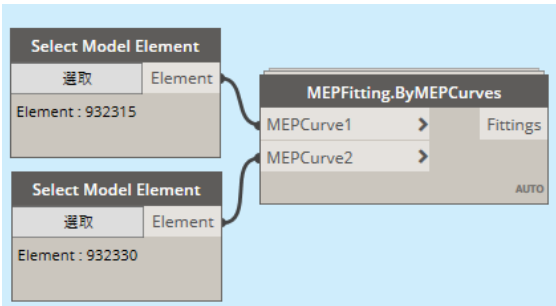 Select Model Element
選取 Element
Element : 932315
Select Model Element
選取 Element
Element : 932330
MEPFitting.ByMEPCurves
MEPCurve1 > Fittings
MEPCurve2 >
AUTO